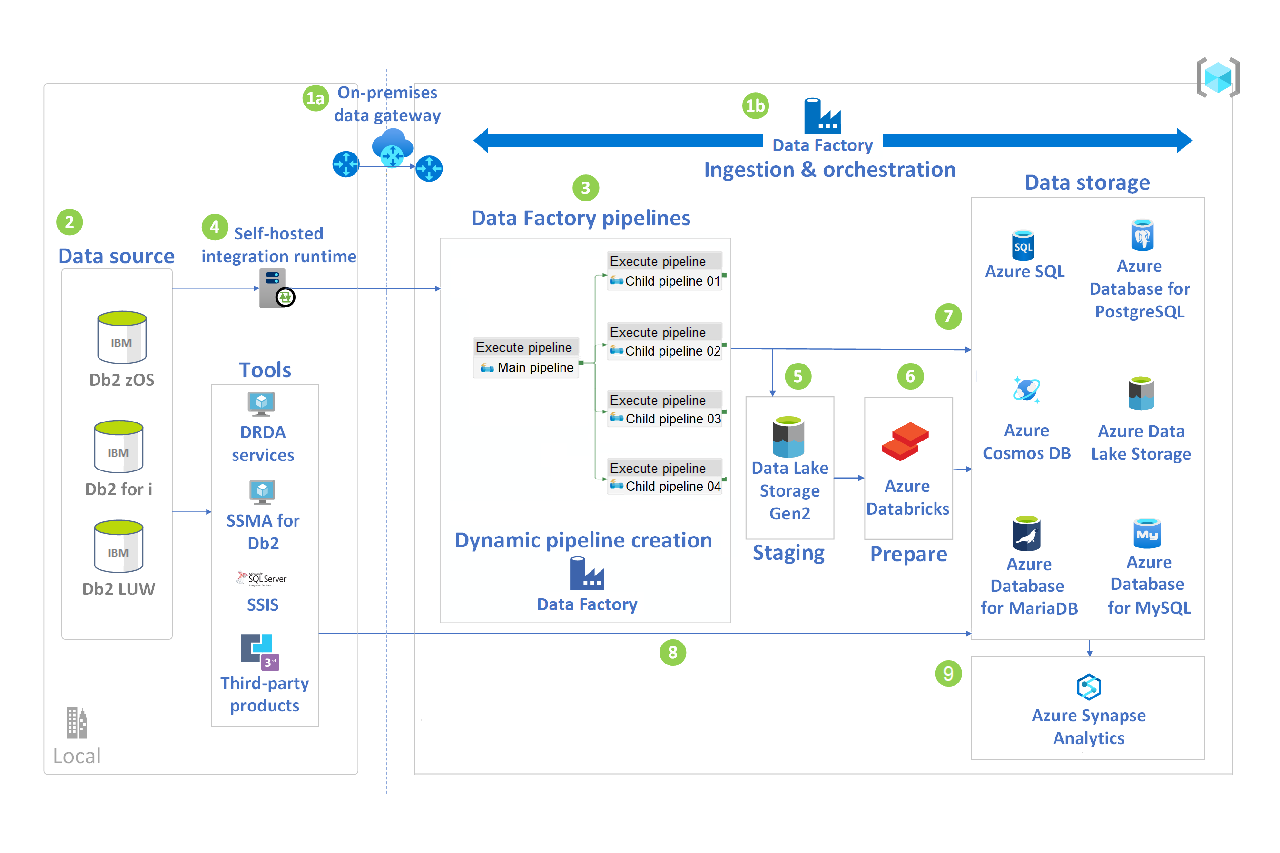 1a
On-premises
data gateway
1b
Data Factory
Ingestion & orchestration
2
Data source
4
Self-hosted
integration runtime
3
Data Factory pipelines
Data storage
IBM
Db2 zOS
IBM
Db2 for i
IBM
Db2 LUW
Tools
DRDA
services
SSMA for
Db2
SQL Server
SSIS
3rd
Third-party
products
Local
Execute pipeline
Main pipeline
Execute pipeline
Child pipeline 01
Execute pipeline
Child pipeline 02
Execute pipeline
Child pipeline 03
Execute pipeline
Child pipeline 04
Dynamic pipeline creation
Data Factory
5
Data Lake
Storage
Gen2
Staging
6
Azure
Databricks
Prepare
7
SQL
Azure SQL
Azure
Database for
PostgreSQL
Azure
Cosmos DB
Azure Data
Lake Storage
Azure
Database
for MariaDB
My
Azure
Database
for MySQL
8
9
Azure Synapse
Analytics